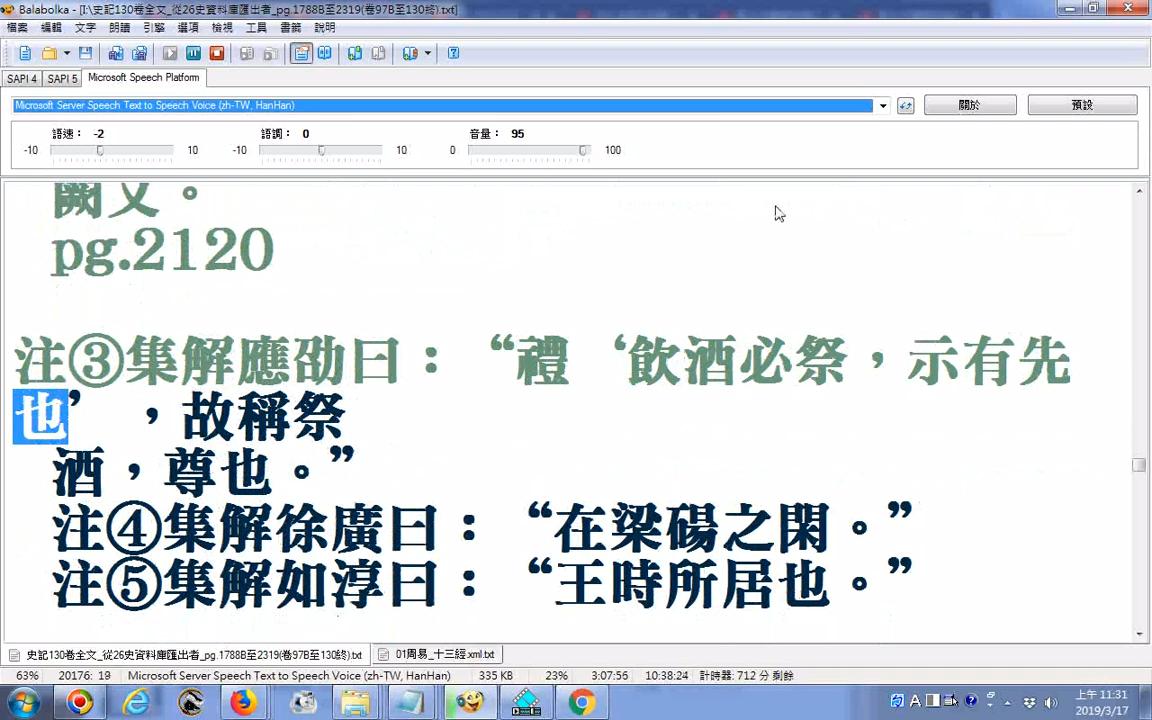 Balabolka - [I:\史記130卷全文_從26史資料庫匯出者_pg.1788B至2319(卷97B至130終).txt]
檔案 編輯 文字 朗讀 引擎 選項 檢視 工具 書籤 說明
SAPI 4 SAPI 5 Microsoft Speech Platform
Microsoft Server Speech Text to Speech Voice (zh-TW, HanHan) 關於 預設
語速： -2 語調： 0 音量： 95
-10 10 -10 10 0 100
闕文。
pg.2120
注③集解應劭曰：“禮‘飲酒必祭，示有先
也’，故稱祭
酒，尊也。”
注④集解徐廣曰：“在梁碭之閑。”
注⑤集解如淳曰：“王時所居也。”
史記130卷全文_從26史資料庫匯出者_pg.1788B至2319(卷97B至130終).txt 01周易_十三經.xml.txt
63% 20176: 19 Microsoft Server Speech Text to Speech Voice (zh-TW, HanHan) 335 KB 23% 3:07:56 10:38:24 計時器: 712 分 剩餘
上午 11:31
2019/3/17